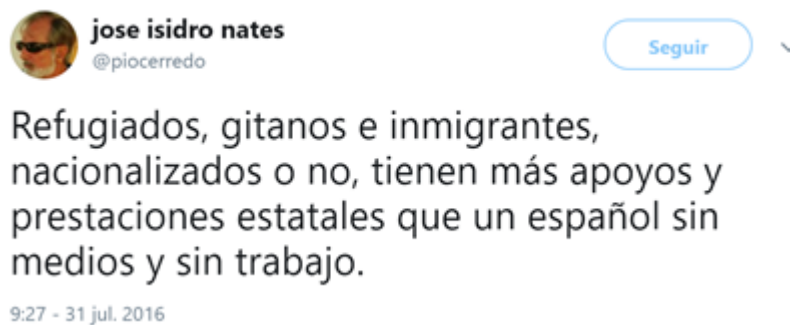 jose isidro nates
@piocerredo
Seguir
Refugiados, gitanos e inmigrantes,
nacionalizados o no, tienen más apoyos y
prestaciones estatales que un español sin
medios y sin trabajo.
9:27 - 31 jul. 2016